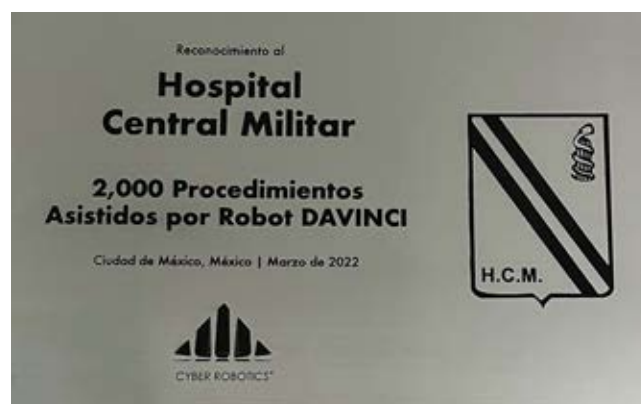 Reconocimiento al
Hospital
Central Militar
2,000 Procedimientos
Asistidos por Robot DAVINCI
Ciudad de México, México | Marzo de 2022
H.C.M.
CYBER ROBOTICS